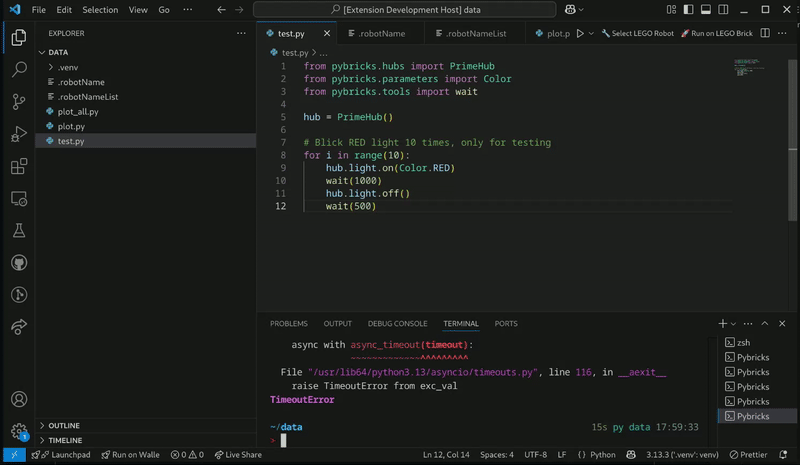 File Edit Selection View Go ··· [Extension Development Host] data
EXPLORER ···
DATA
.venv
.robotName
.robotNameList
plot_all.py
plot.py
test.py
OUTLINE
TIMELINE
test.py .robotName .robotNameList plot.p Select LEGO Robot Run on LEGO Brick ···
test.py > ...
1 from pybricks.hubs import PrimeHub
2 from pybricks.parameters import Color
3 from pybricks.tools import wait
4
5 hub = PrimeHub()
6
7 # Blick RED light 10 times, only for testing
8 for i in range(10):
9 hub.light.on(Color.RED)
10 wait(1000)
11 hub.light.off()
12 wait(500)
PROBLEMS OUTPUT DEBUG CONSOLE TERMINAL PORTS
async with async_timeout(timeout):
~~~~~~~~~~~~~^^^^^^^^^
File "/usr/lib64/python3.13/asyncio/timeouts.py", line 116, in __aexit__
raise TimeoutError from exc_val
TimeoutError
~/data 15s py data 17:59:33
>
zsh
Pybricks
Pybricks
Pybricks
Pybricks
Pybricks
1
Launchpad Run on Walle 0 0 Live Share Ln 12, Col 14 Spaces: 4 UTF-8 LF {} Python 3.13.3 ('.venv': venv) Prettier